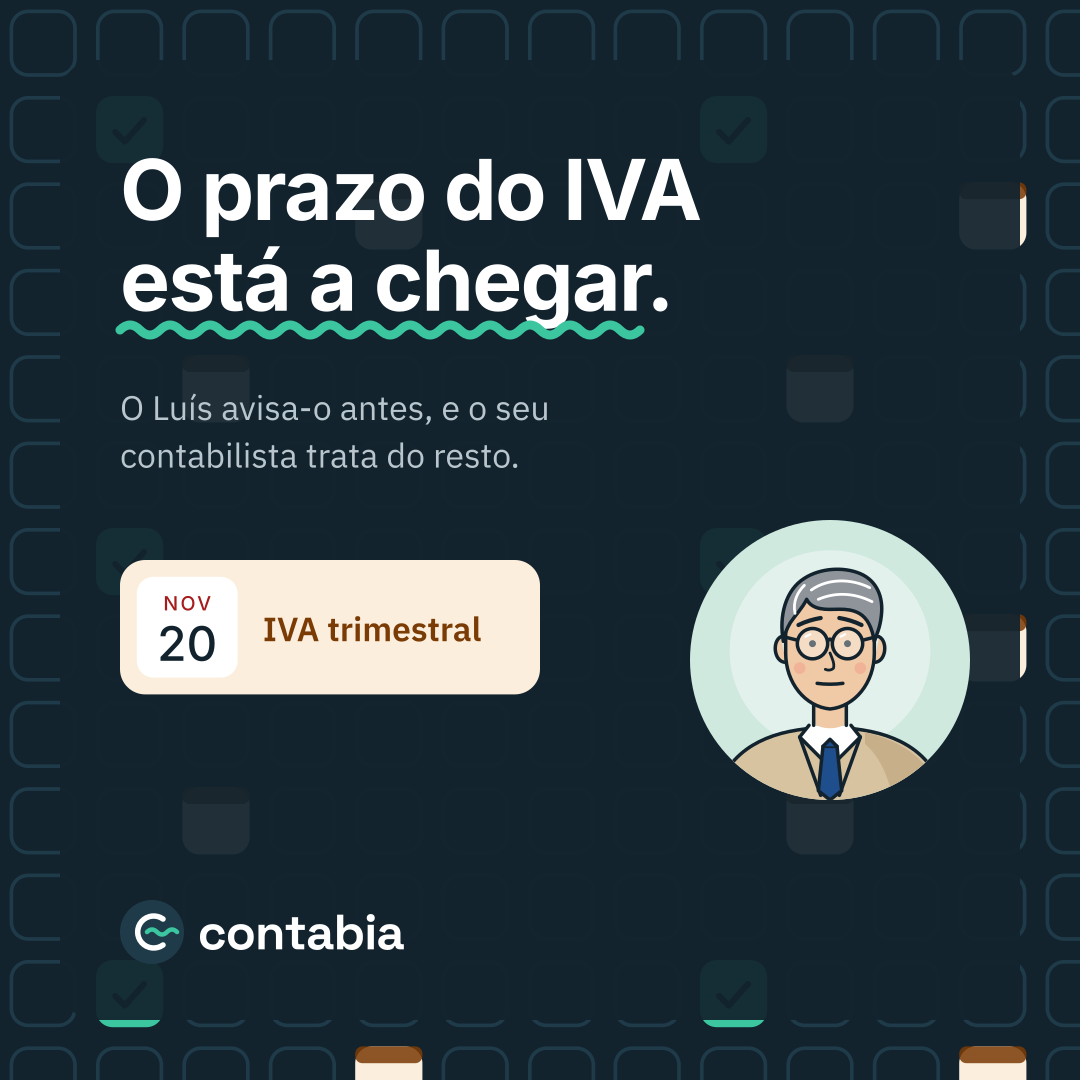 O prazo do IVA
está a chegar.
O Luís avisa-o antes, e o seu
contabilista trata do resto.
NOV
20
IVA trimestral
contabia